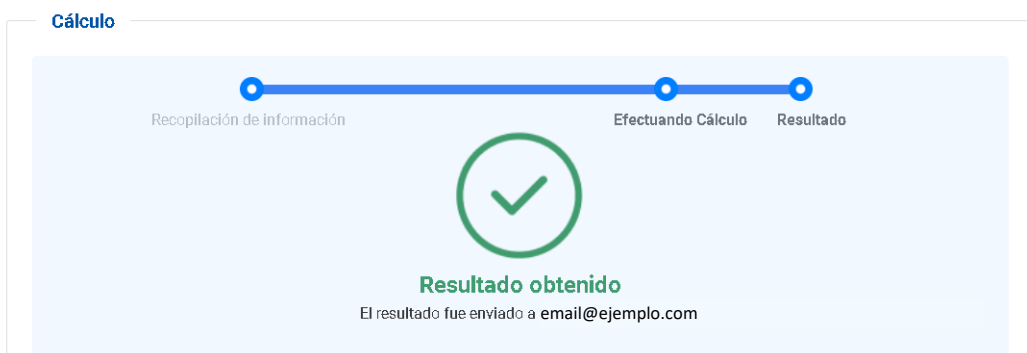 Cálculo
Recopilación de información
Efectuando Cálculo
Resultado
Resultado obtenido
El resultado fue enviado a email@ejemplo.com